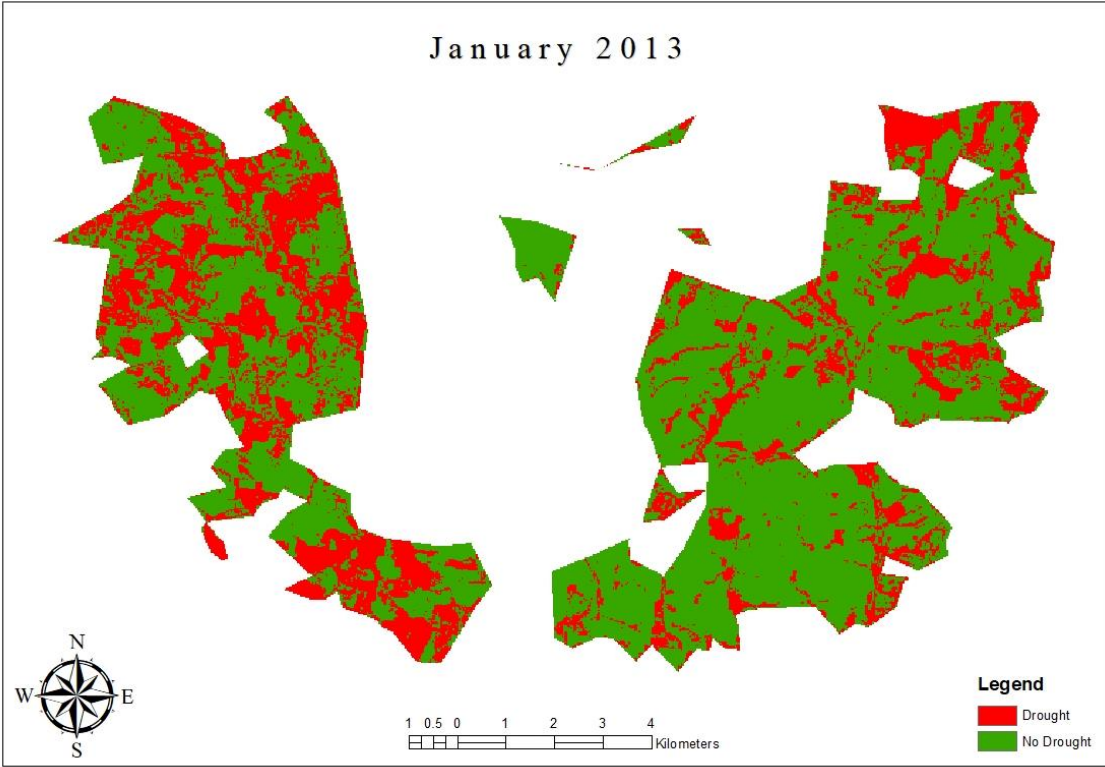 January 2013
N
W E
S
1 0.5 0 1 2 3 4
Kilometers
Legend
Drought
No Drought